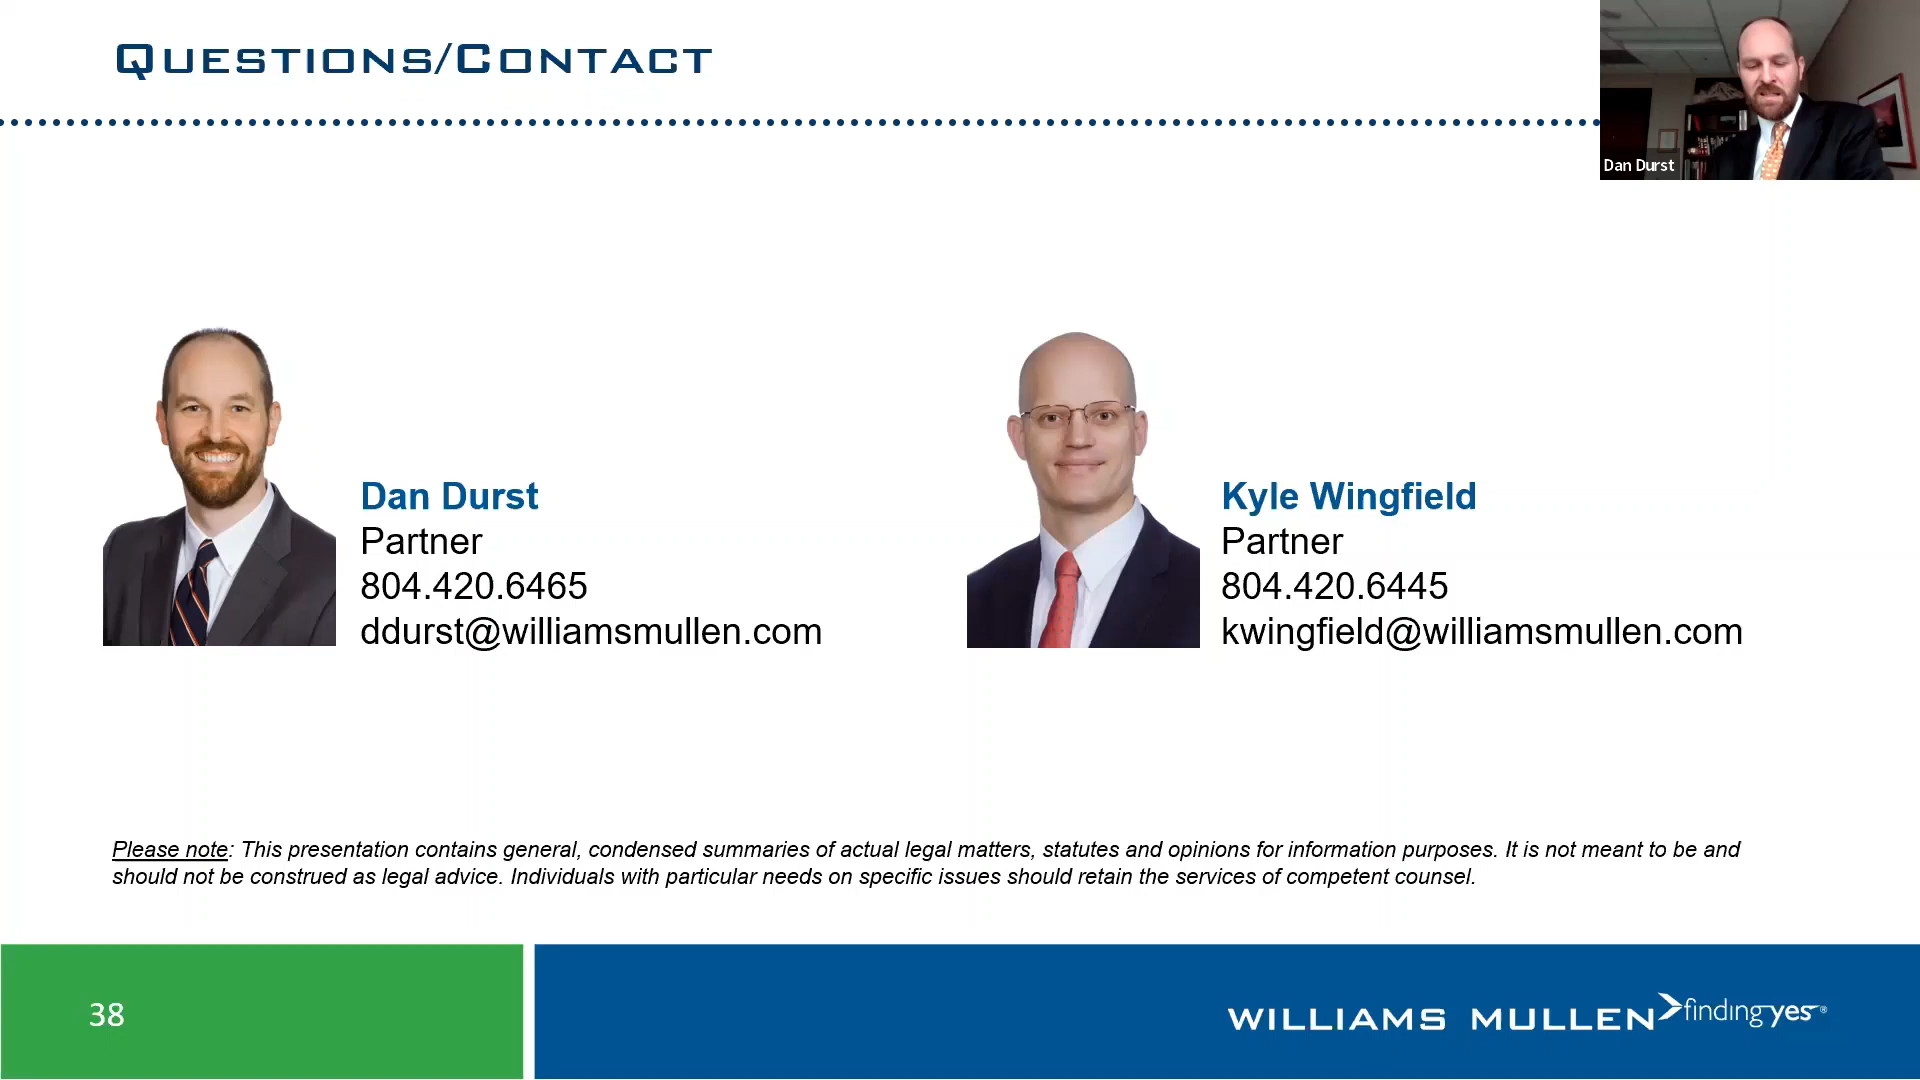 QUESTIONS/CONTACT
Dan Durst
Dan Durst
Partner
804.420.6465
ddurst@williamsmullen.com
Kyle Wingfield
Partner
804.420.6445
kwingfield@williamsmullen.com
Please note: This presentation contains general, condensed summaries of actual legal matters, statutes and opinions for information purposes. It is not meant to be and
should not be construed as legal advice. Individuals with particular needs on specific issues should retain the services of competent counsel.
38
WILLIAMS MULLEN finding yes®